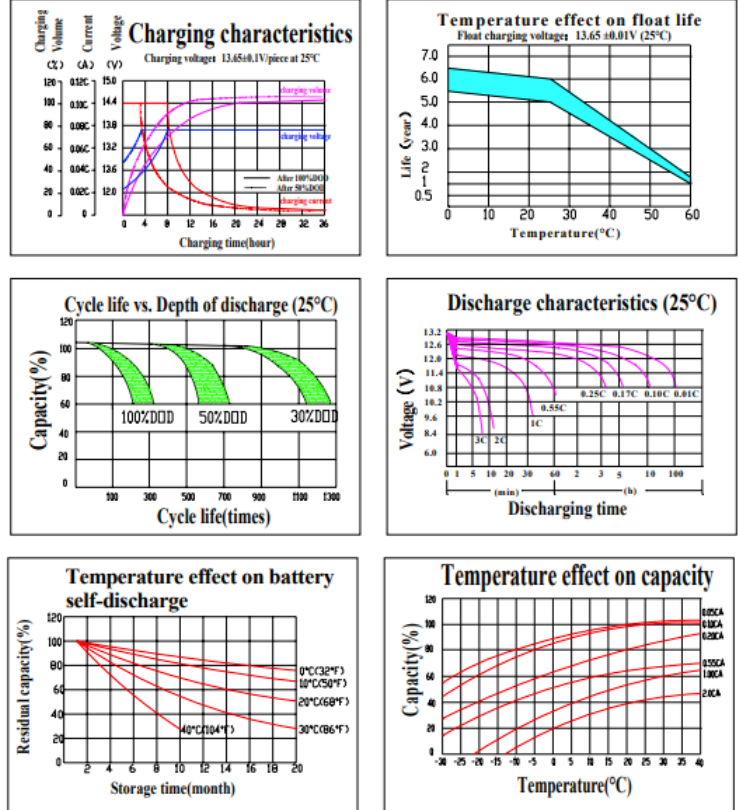 Charging characteristics
Charging voltage: 13.65±0.1V/piece at 25°C
Charging Volume
Current
Voltage
(%) (A) (V)
120 0.12C 15.0
100 0.10C 14.4
80 0.08C 13.8
60 0.06C 13.2
40 0.04C 13.6
20 0.02C 12.0
0 0
charging volume
charging voltage
After 100%DOD
After 50%DOD
charging current
0 4 8 12 16 20 24 28 32 36
Charging time(hour)
Temperature effect on float life
Float charging voltage: 13.65 ±0.01V (25°C)
Life (year)
7.0
6.0
5.0
4.0
3.0
2
1
0.5
0 10 20 25 30 40 50 60
Temperature(°C)
Cycle life vs. Depth of discharge (25°C)
Capacity(%)
120
100
80
60
40
20
0
100%DOD 50%DOD 30%DOD
100 300 500 700 900 1100 1300
Cycle life(times)
Discharge characteristics (25°C)
Voltage (V)
13.2
12.6
12.0
11.4
10.8
10.2
9.6
8.4
6.0
0.25C 0.17C 0.10C 0.01C
0.55C
1C
3C 2C
0 1 5 10 20 30 60 2 3 5 10 100
(min) (h)
Discharging time
Temperature effect on battery
self-discharge
Residual capacity(%)
120
100
80
60
40
20
0°C(32°F)
10°C(50°F)
20°C(68°F)
30°C(86°F)
40°C(104°F)
2 4 6 8 10 12 14 16 18 20
Storage time(month)
Temperature effect on capacity
Capacity(%)
120
100
80
60
40
20
0
0.05CA
0.10CA
0.20CA
0.55CA
1.00CA
2.0CA
-30 -25 -20 -15 -10 -5 0 5 10 15 20 25 30 35 40
Temperature(°C)